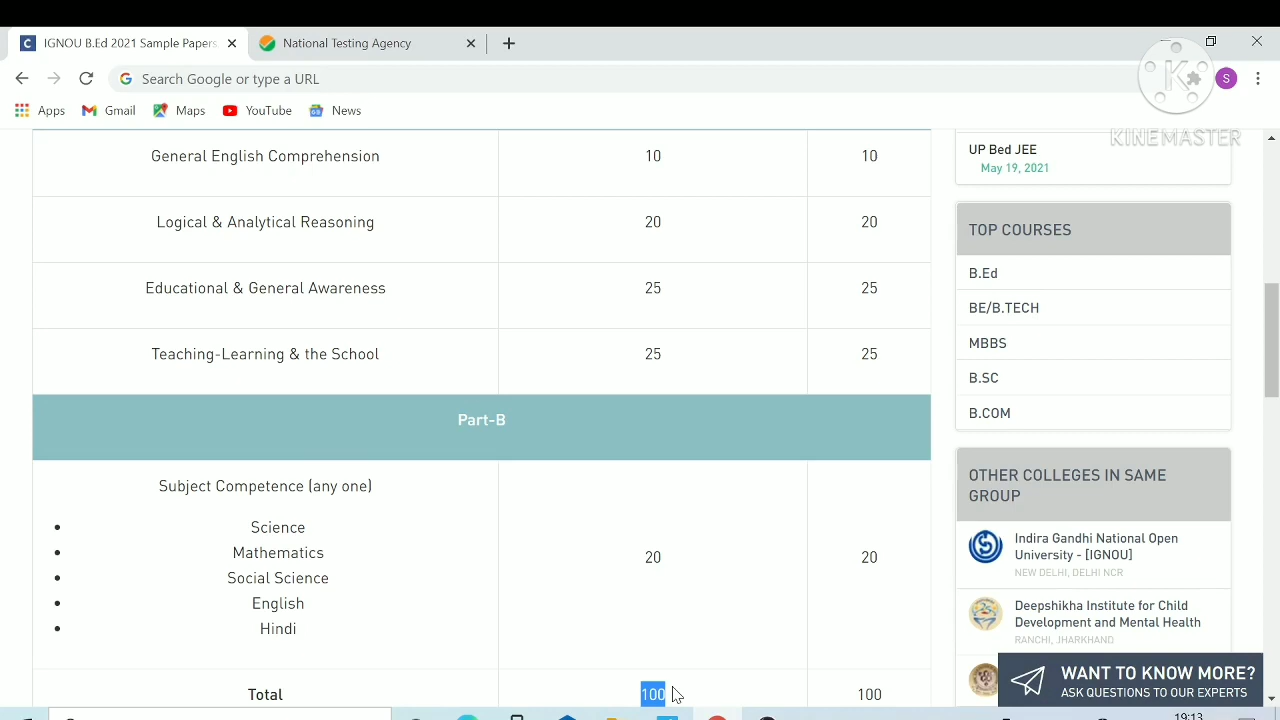 IGNOU B.Ed 2021 Sample Papers
National Testing Agency
Search Google or type a URL
S
Apps
Gmail
Maps
YouTube
News
K
KINEMASTER
General English Comprehension 10 10
Logical & Analytical Reasoning 20 20
Educational & General Awareness 25 25
Teaching-Learning & the School 25 25
Part-B
Subject Competence (any one)
Science
Mathematics
Social Science
English
Hindi
20 20
Total 100 100
UP Bed JEE
May 19, 2021
TOP COURSES
B.Ed
BE/B.TECH
MBBS
B.SC
B.COM
OTHER COLLEGES IN SAME
GROUP
Indira Gandhi National Open
University - [IGNOU]
NEW DELHI, DELHI NCR
Deepshikha Institute for Child
Development and Mental Health
RANCHI, JHARKHAND
WANT TO KNOW MORE?
ASK QUESTIONS TO OUR EXPERTS
19:13